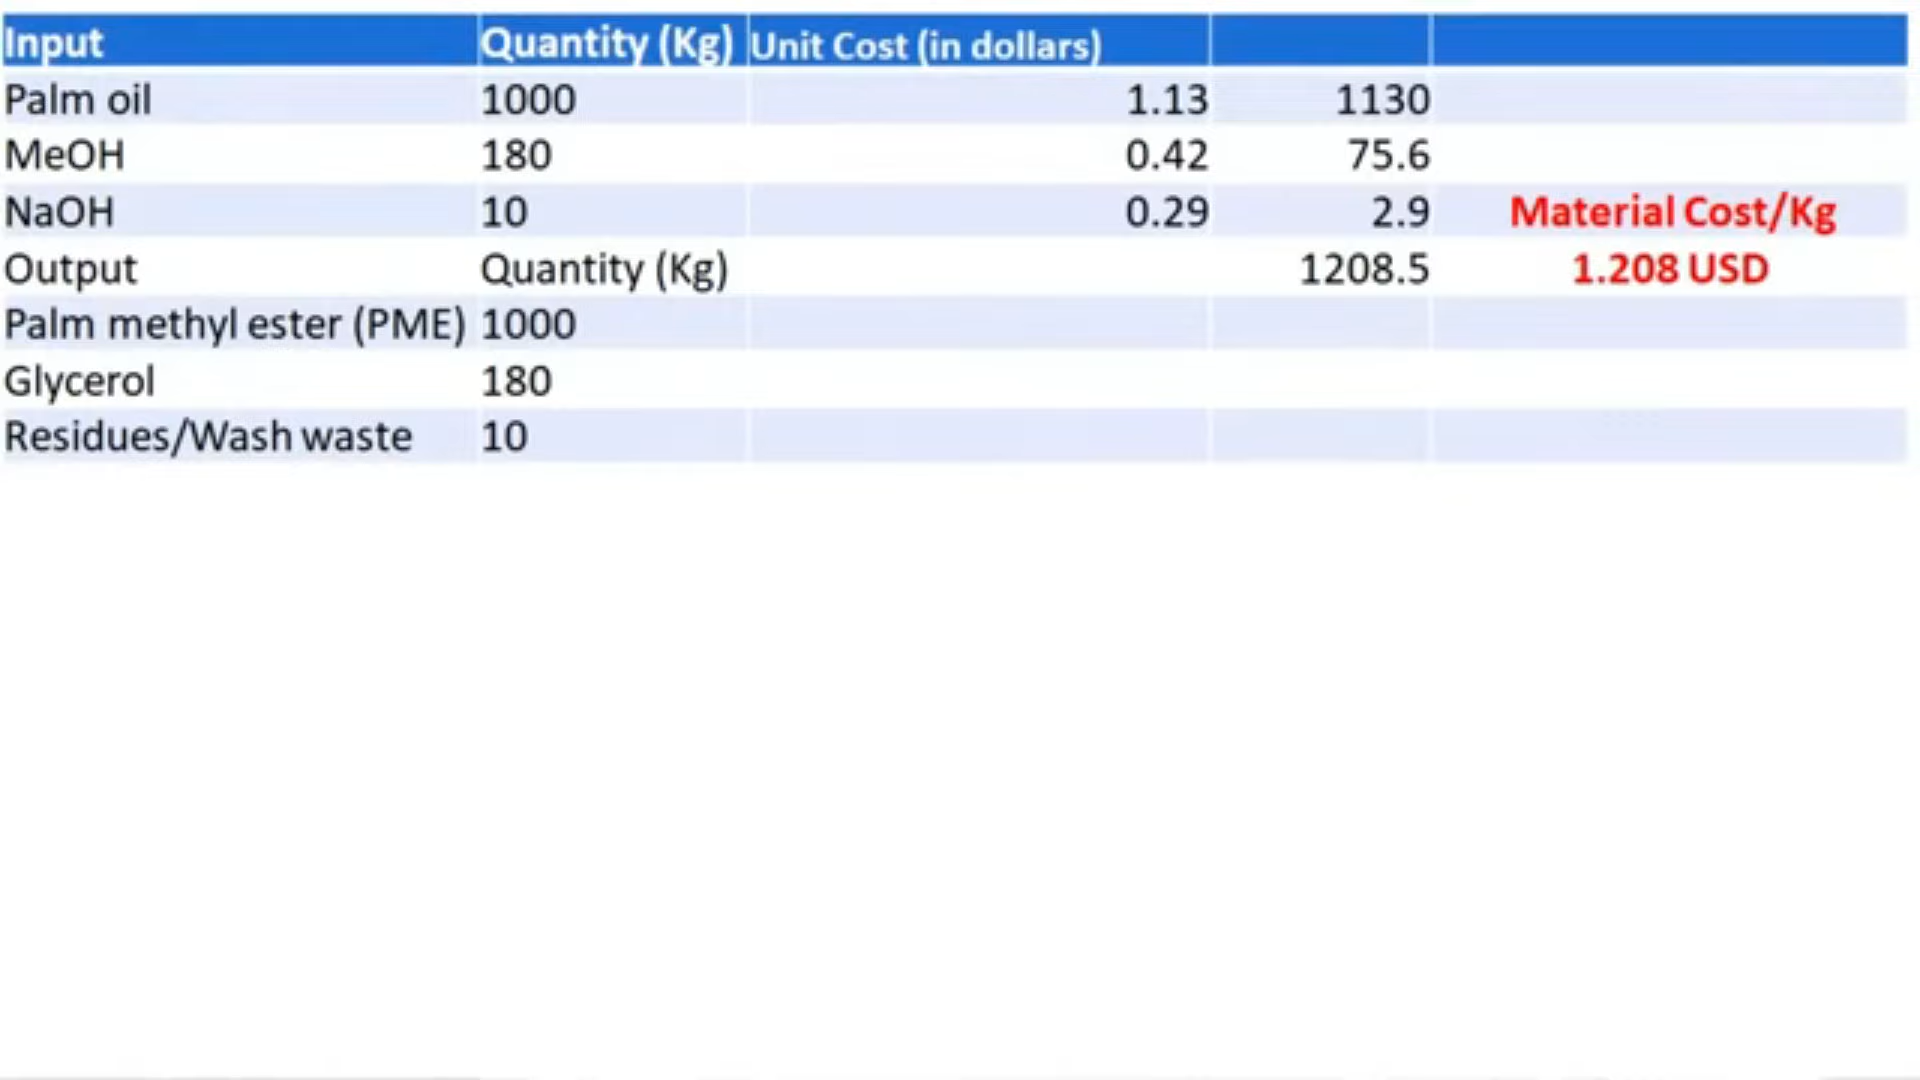 Input Quantity (Kg) Unit Cost (in dollars)
Palm oil 1000 1.13 1130
MeOH 180 0.42 75.6
NaOH 10 0.29 2.9 Material Cost/Kg
Output Quantity (Kg) 1208.5 1.208 USD
Palm methyl ester (PME) 1000
Glycerol 180
Residues/Wash waste 10